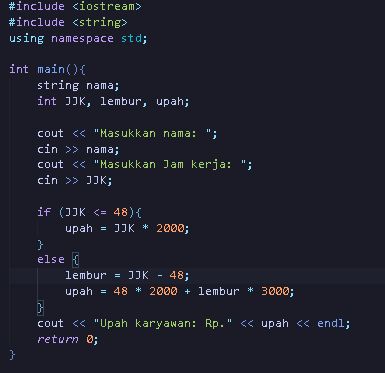 #include <iostream>
#include <string>
using namespace std;

int main(){
    string nama;
    int JJK, lembur, upah;

    cout << "Masukkan nama: ";
    cin >> nama;
    cout << "Masukkan Jam kerja: ";
    cin >> JJK;

    if (JJK <= 48){
        upah = JJK * 2000;
    }
    else {
        lembur = JJK - 48;
        upah = 48 * 2000 + lembur * 3000;
    }
    cout << "Upah karyawan: Rp." << upah << endl;
    return 0;
}